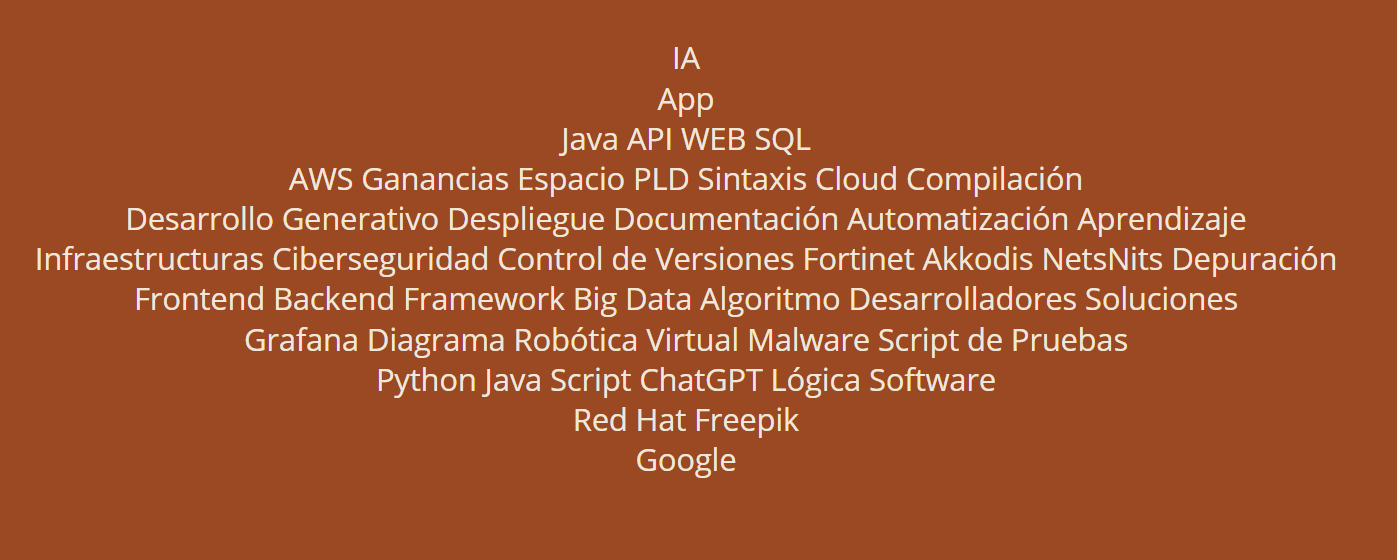 IA
App
Java API WEB SQL
AWS Ganancias Espacio PLD Sintaxis Cloud Compilación
Desarrollo Generativo Despliegue Documentación Automatización Aprendizaje
Infraestructuras Ciberseguridad Control de Versiones Fortinet Akkodis NetsNits Depuración
Frontend Backend Framework Big Data Algoritmo Desarrolladores Soluciones
Grafana Diagrama Robótica Virtual Malware Script de Pruebas
Python Java Script ChatGPT Lógica Software
Red Hat Freepik
Google